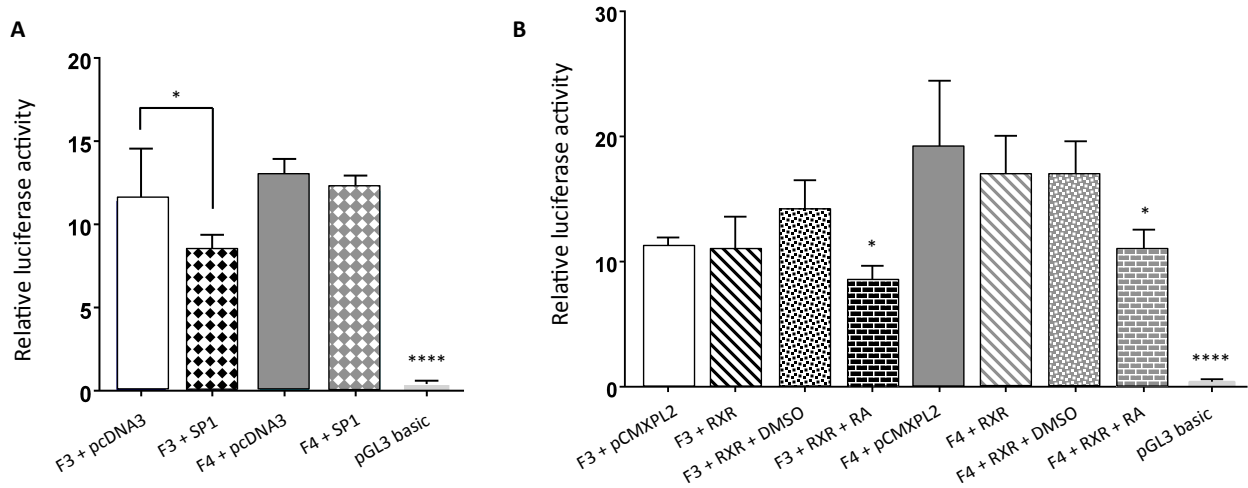 A
Relative luciferase activity
20
15
10
5
0
*
****
F3 + pcDNA3
F3 + SP1
F4 + pcDNA3
F4 + SP1
pGL3 basic
B
Relative luciferase activity
30
20
10
0
*
*
****
F3 + pCMXPL2
F3 + RXR
F3 + RXR + DMSO
F3 + RXR + RA
F4 + pCMXPL2
F4 + RXR
F4 + RXR + DMSO
F4 + RXR + RA
pGL3 basic